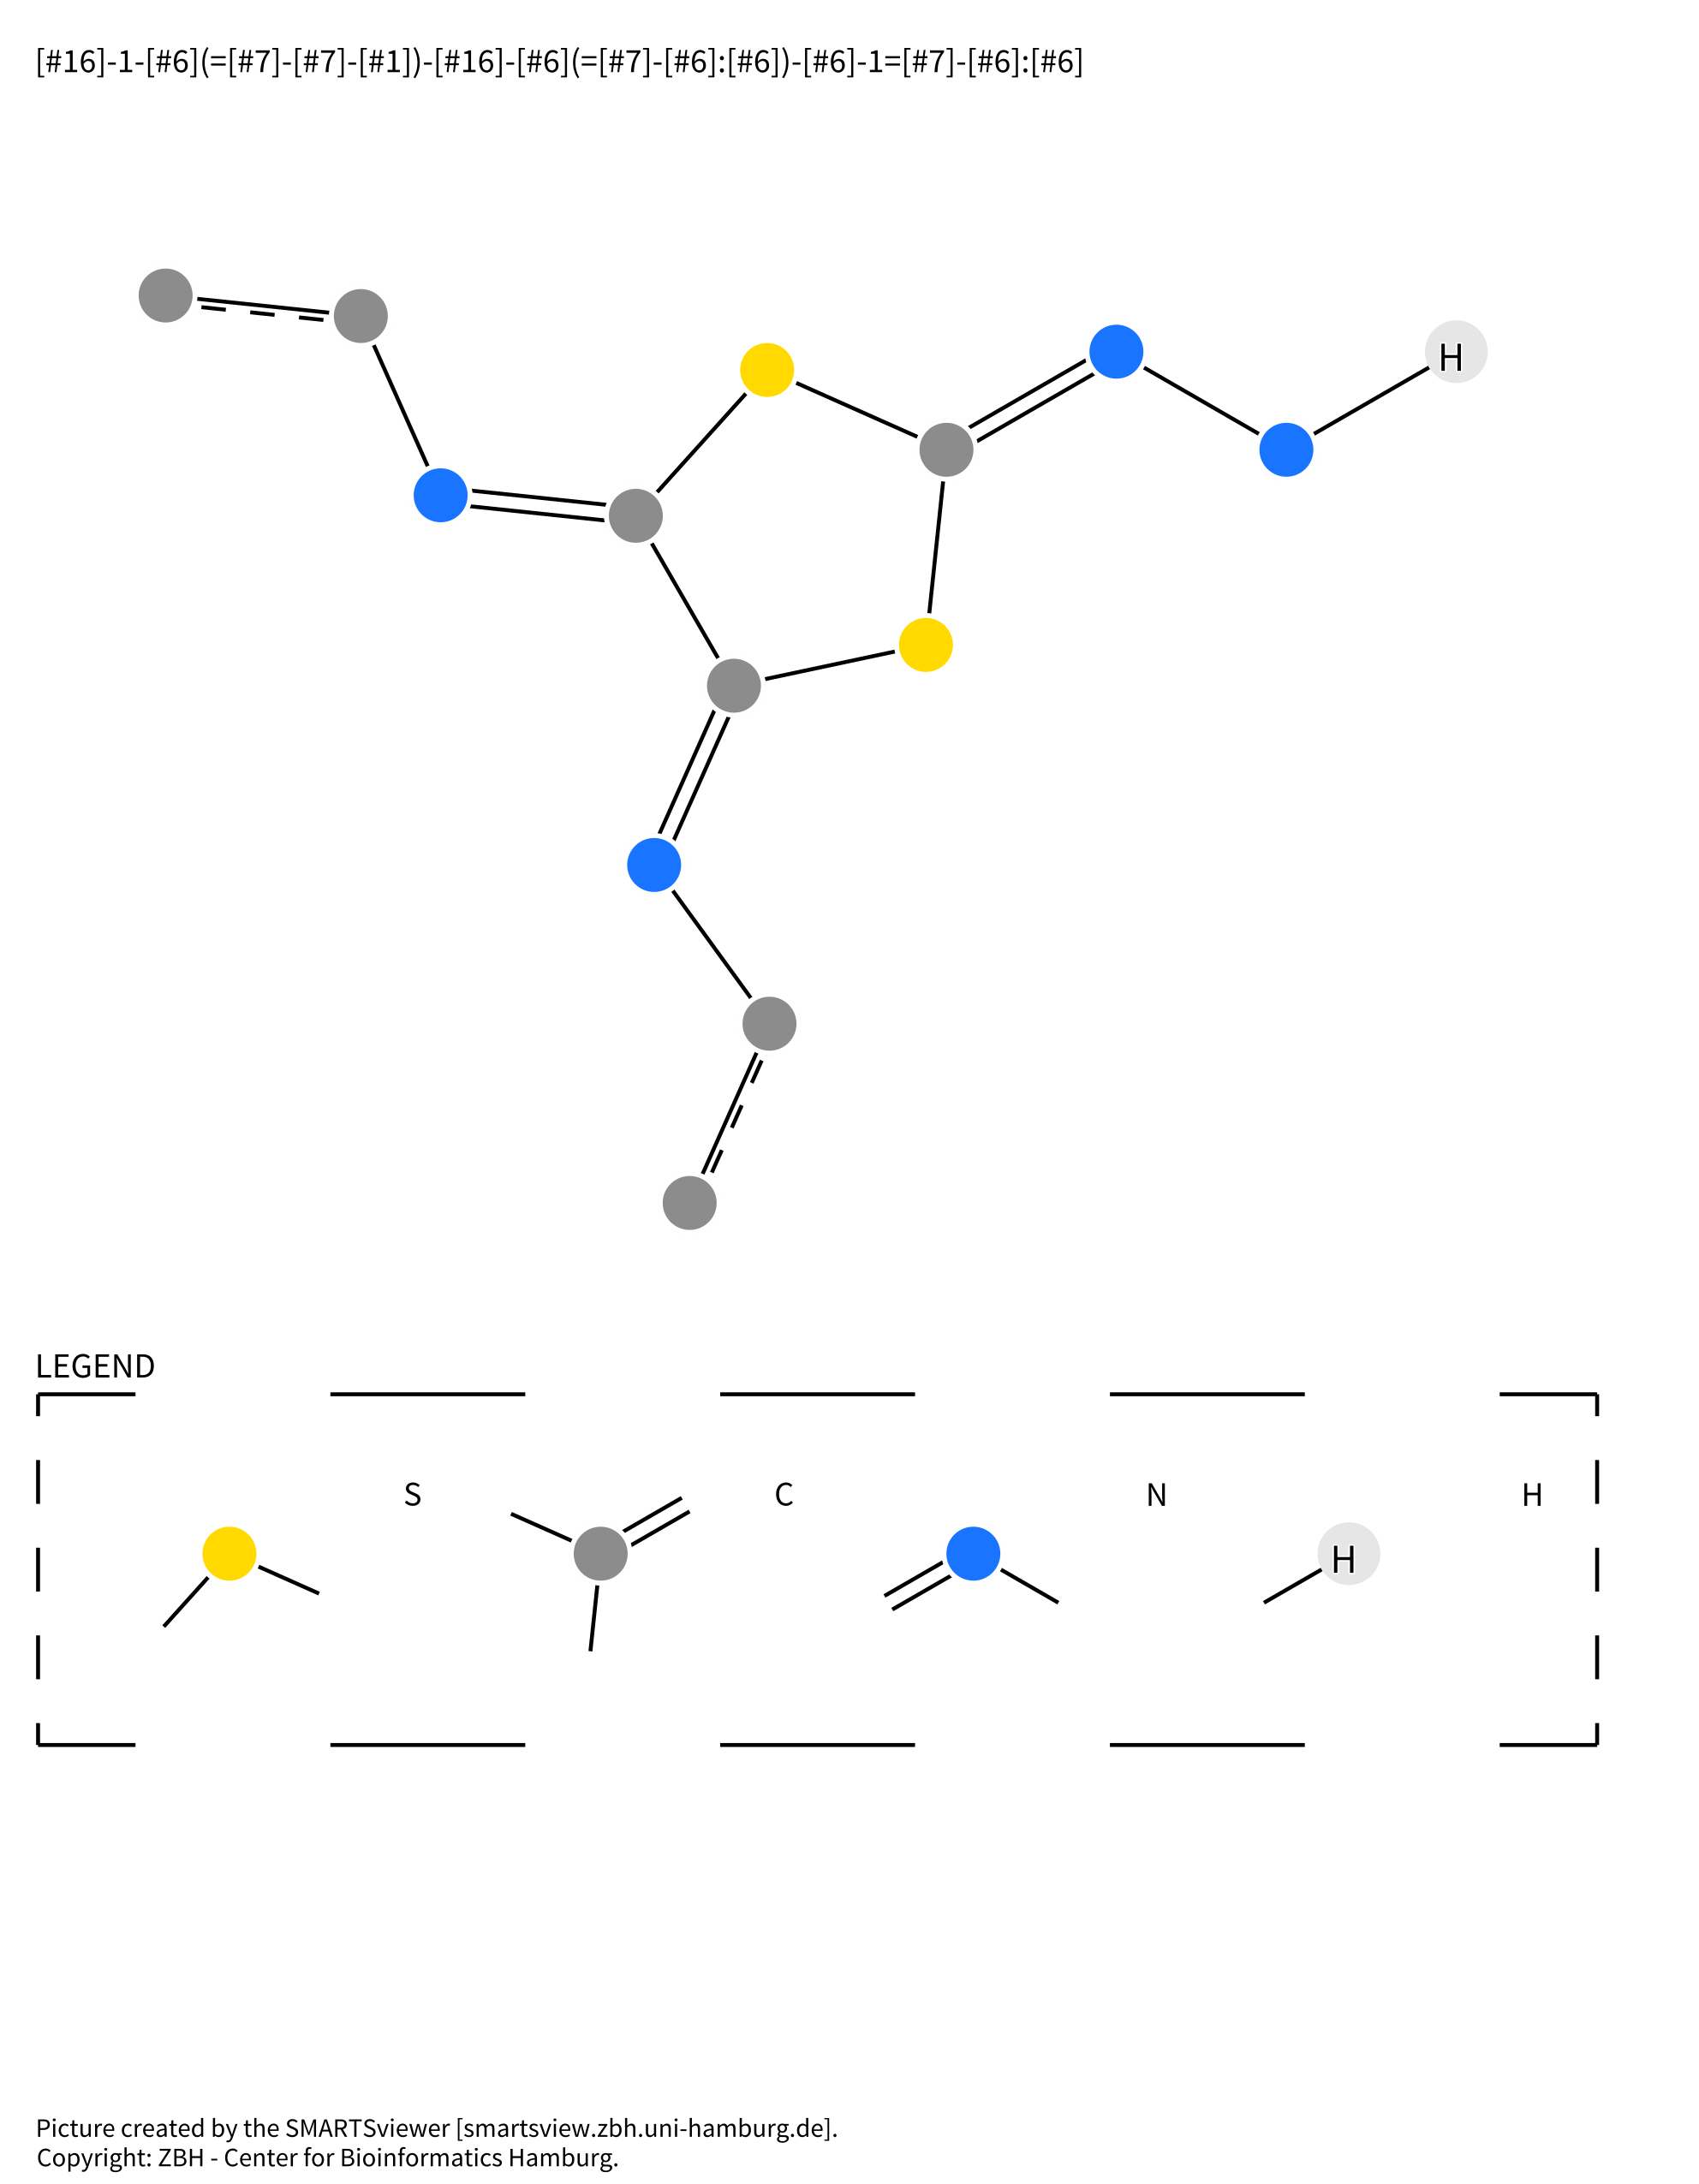 [#16]-1-[#6](=[#7]-[#7]-[#1])-[#16]-[#6](=[#7]-[#6]:[#6])-[#6]-1=[#7]-[#6]:[#6]
H
LEGEND
S
C
N
H
H
Picture created by the SMARTSviewer [smartsview.zbh.uni-hamburg.de].
Copyright: ZBH - Center for Bioinformatics Hamburg.